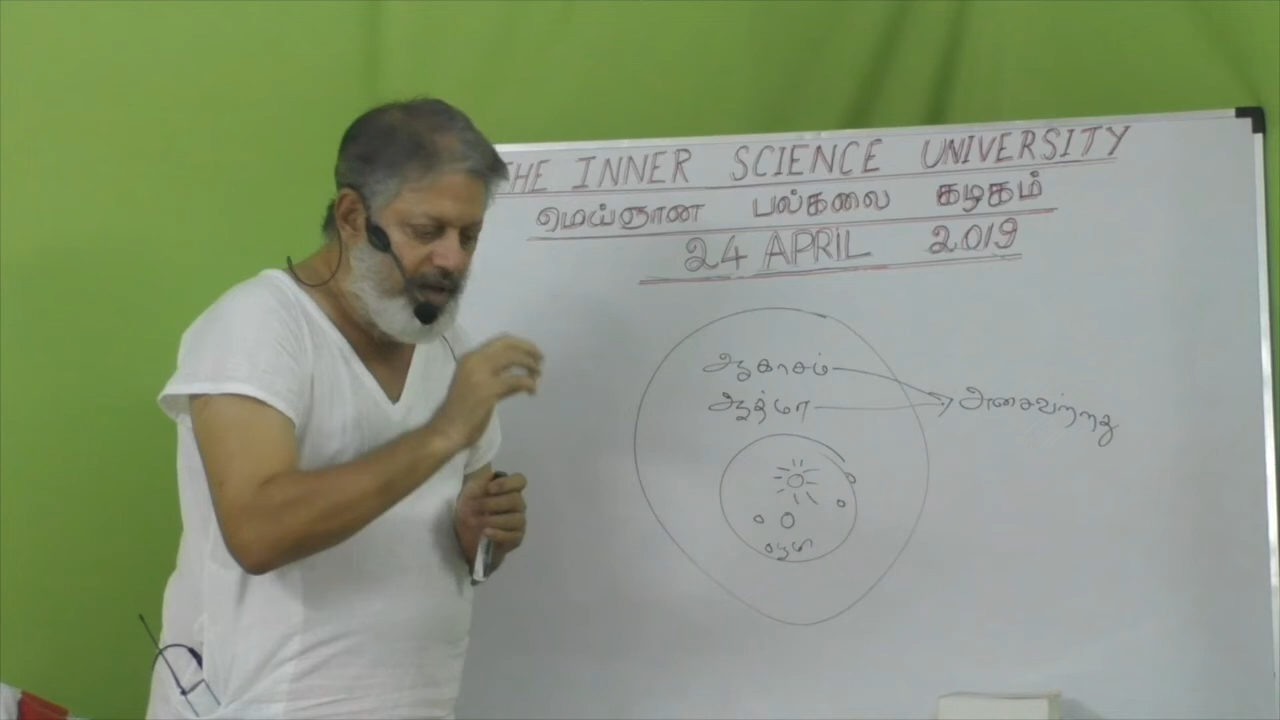 THE INNER SCIENCE UNIVERSITY
மெய்ஞான பல்கலை கழகம்
24 APRIL 2019
ஆகாசம்
ஆத்மா
அசைவற்றது
பூமி